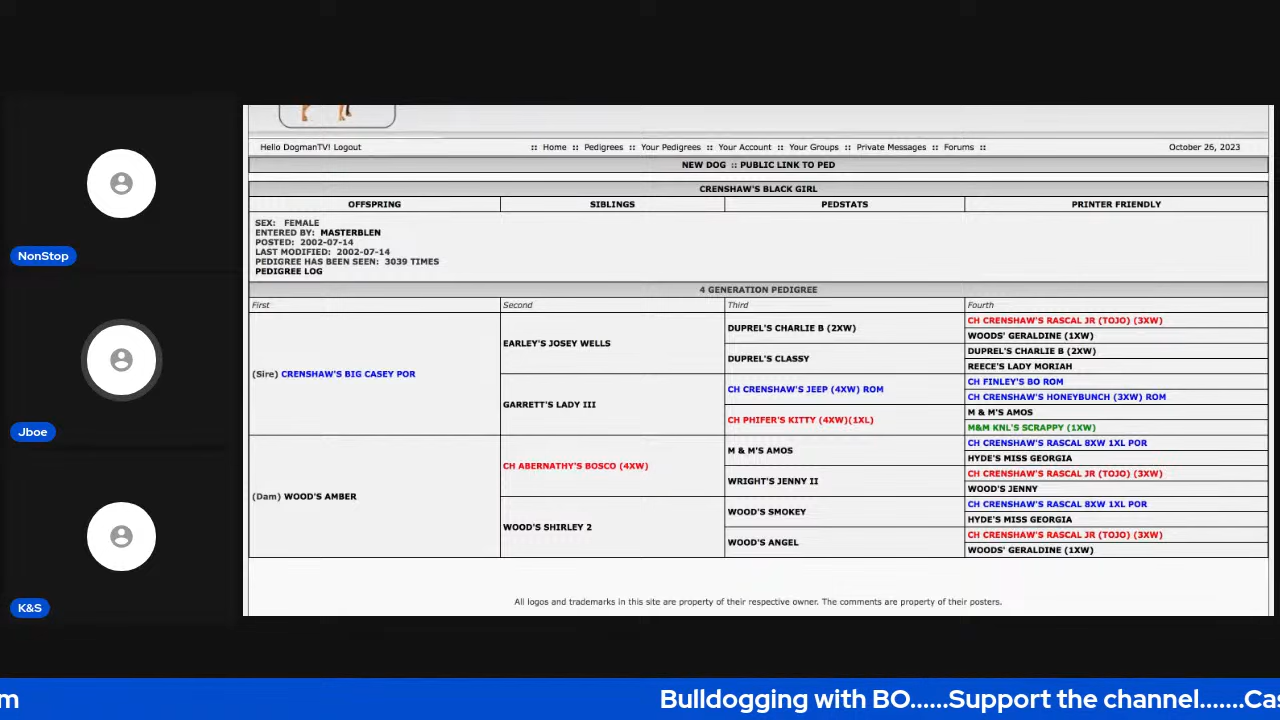 Hello DogmanTV! Logout :: Home :: Pedigrees :: Your Pedigrees :: Your Account :: Your Groups :: Private Messages :: Forums :: October 26, 2023
NEW DOG :: PUBLIC LINK TO PED
CRENSHAW'S BLACK GIRL
OFFSPRING SIBLINGS PEDSTATS PRINTER FRIENDLY
SEX: FEMALE
ENTERED BY: MASTERBLEN
POSTED: 2002-07-14
LAST MODIFIED: 2002-07-14
PEDIGREE HAS BEEN SEEN: 3039 TIMES
PEDIGREE LOG
4 GENERATION PEDIGREE
First Second Third Fourth
(Sire) CRENSHAW'S BIG CASEY POR
EARLEY'S JOSEY WELLS
DUPREL'S CHARLIE B (2XW)
CH CRENSHAW'S RASCAL JR (TOJO) (3XW)
WOODS' GERALDINE (1XW)
DUPREL'S CLASSY
DUPREL'S CHARLIE B (2XW)
REECE'S LADY MORIAH
GARRETT'S LADY III
CH CRENSHAW'S JEEP (4XW) ROM
CH FINLEY'S BO ROM
CH CRENSHAW'S HONEYBUNCH (3XW) ROM
CH PHIFER'S KITTY (4XW)(1XL)
M & M'S AMOS
M&M KNL'S SCRAPPY (1XW)
(Dam) WOOD'S AMBER
CH ABERNATHY'S BOSCO (4XW)
M & M'S AMOS
CH CRENSHAW'S RASCAL 8XW 1XL POR
HYDE'S MISS GEORGIA
WRIGHT'S JENNY II
CH CRENSHAW'S RASCAL JR (TOJO) (3XW)
WOOD'S JENNY
WOOD'S SHIRLEY 2
WOOD'S SMOKEY
CH CRENSHAW'S RASCAL 8XW 1XL POR
HYDE'S MISS GEORGIA
WOOD'S ANGEL
CH CRENSHAW'S RASCAL JR (TOJO) (3XW)
WOODS' GERALDINE (1XW)
All logos and trademarks in this site are property of their respective owner. The comments are property of their posters.
NonStop
Jboe
K&S
m Bulldogging with BO......Support the channel.......Cas